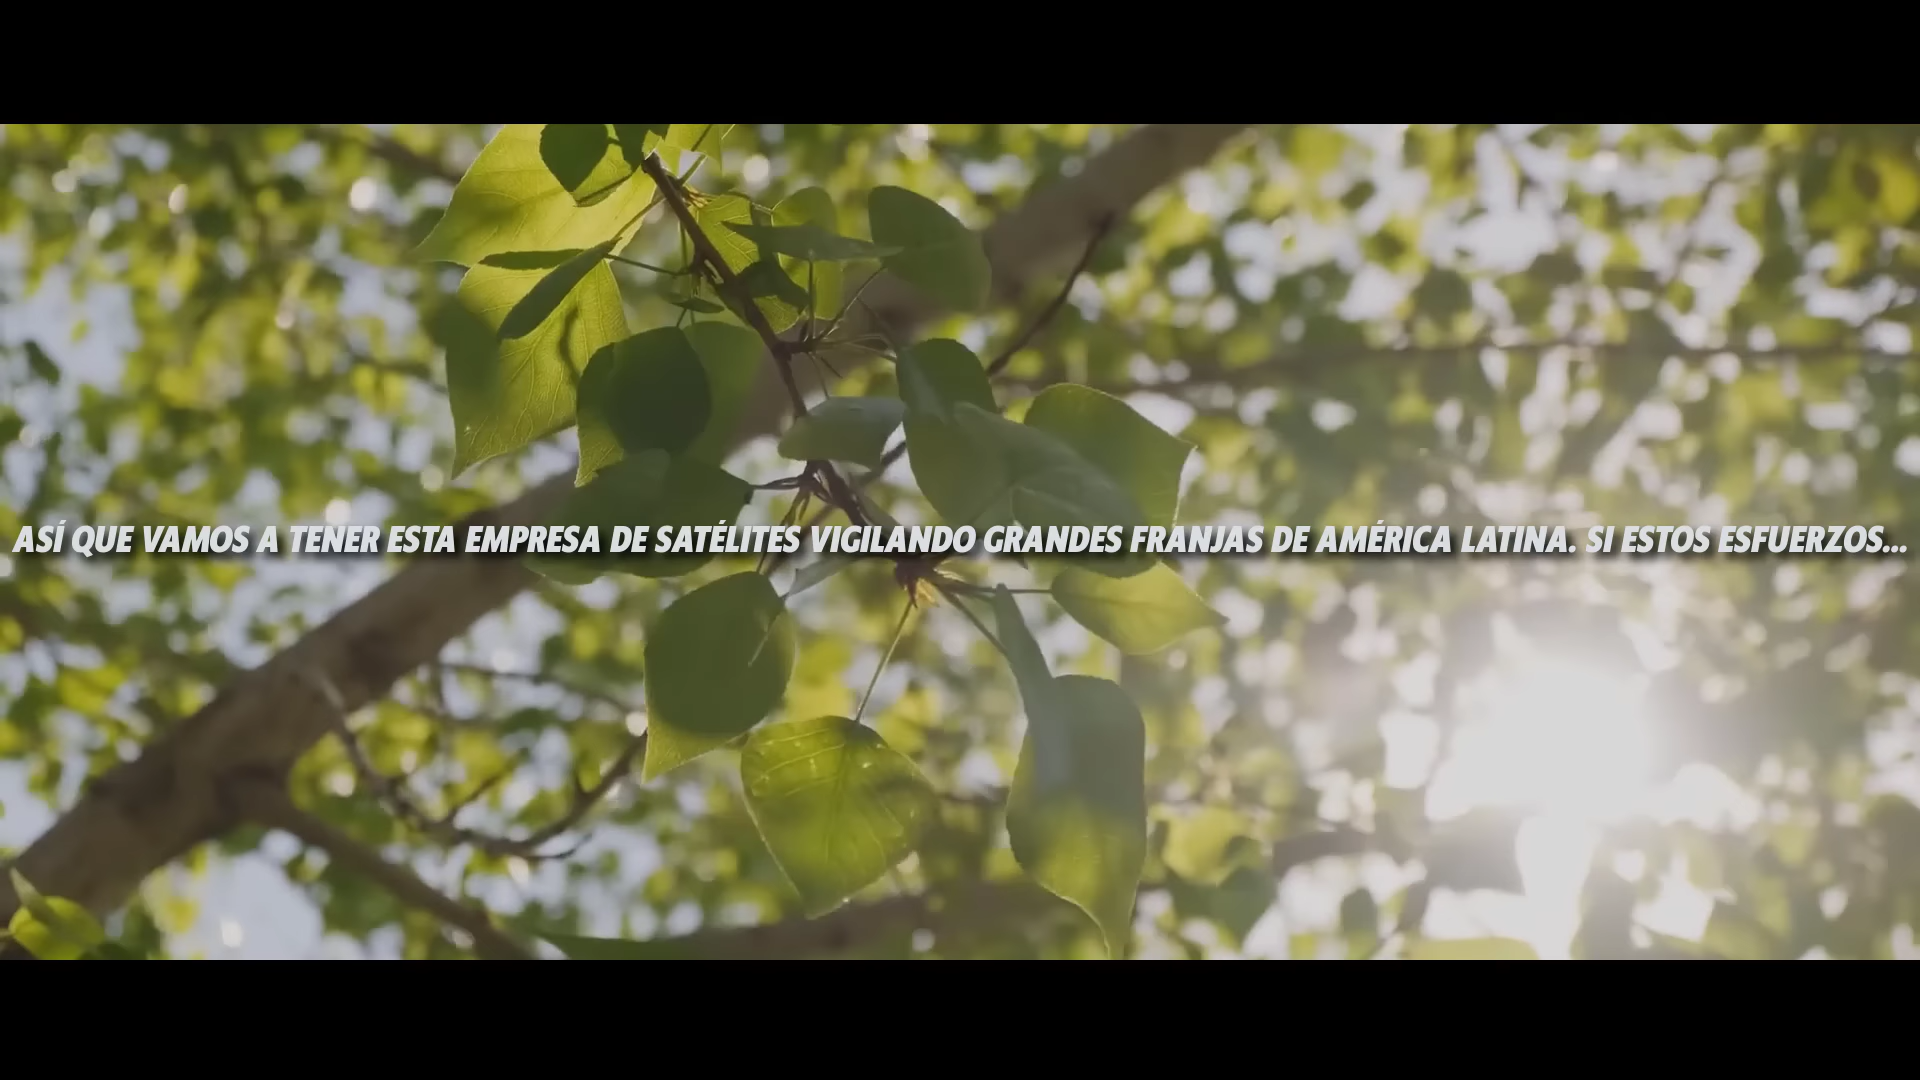 ASÍ QUE VAMOS A TENER ESTA EMPRESA DE SATÉLITES VIGILANDO GRANDES FRANJAS DE AMÉRICA LATINA. SI ESTOS ESFUERZOS...